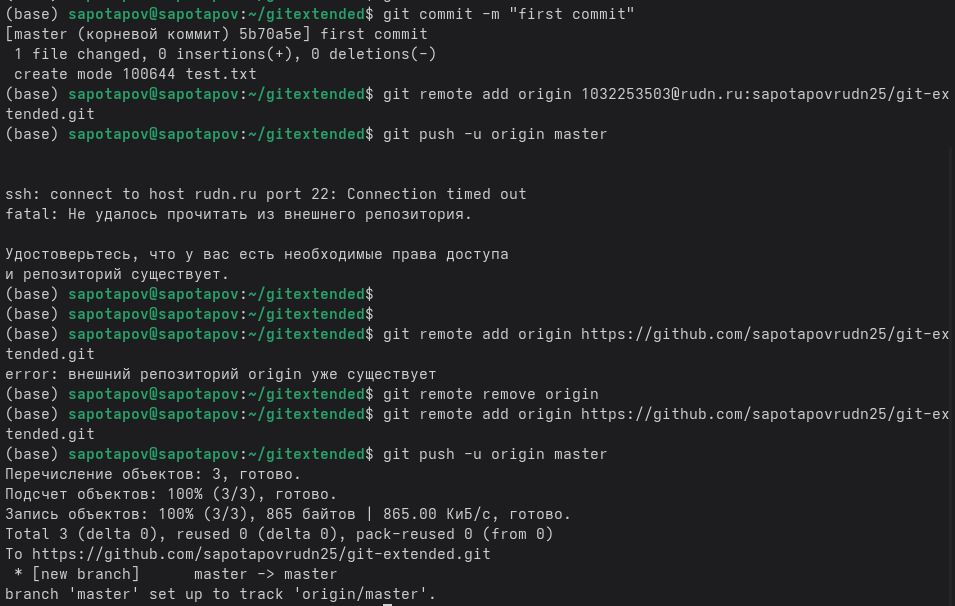 (base) sapotapov@sapotapov:~/gitextended$ git commit -m "first commit"
[master (корневой коммит) 5b70a5e] first commit
 1 file changed, 0 insertions(+), 0 deletions(-)
 create mode 100644 test.txt
(base) sapotapov@sapotapov:~/gitextended$ git remote add origin 1032253503@rudn.ru:sapotapovrudn25/git-ex
tended.git
(base) sapotapov@sapotapov:~/gitextended$ git push -u origin master
ssh: connect to host rudn.ru port 22: Connection timed out
fatal: Не удалось прочитать из внешнего репозитория.
Удостоверьтесь, что у вас есть необходимые права доступа
и репозиторий существует.
(base) sapotapov@sapotapov:~/gitextended$
(base) sapotapov@sapotapov:~/gitextended$
(base) sapotapov@sapotapov:~/gitextended$ git remote add origin https://github.com/sapotapovrudn25/git-ex
tended.git
error: внешний репозиторий origin уже существует
(base) sapotapov@sapotapov:~/gitextended$ git remote remove origin
(base) sapotapov@sapotapov:~/gitextended$ git remote add origin https://github.com/sapotapovrudn25/git-ex
tended.git
(base) sapotapov@sapotapov:~/gitextended$ git push -u origin master
Перечисление объектов: 3, готово.
Подсчет объектов: 100% (3/3), готово.
Запись объектов: 100% (3/3), 865 байтов | 865.00 КиБ/с, готово.
Total 3 (delta 0), reused 0 (delta 0), pack-reused 0 (from 0)
To https://github.com/sapotapovrudn25/git-extended.git
 * [new branch]      master -> master
branch 'master' set up to track 'origin/master'.